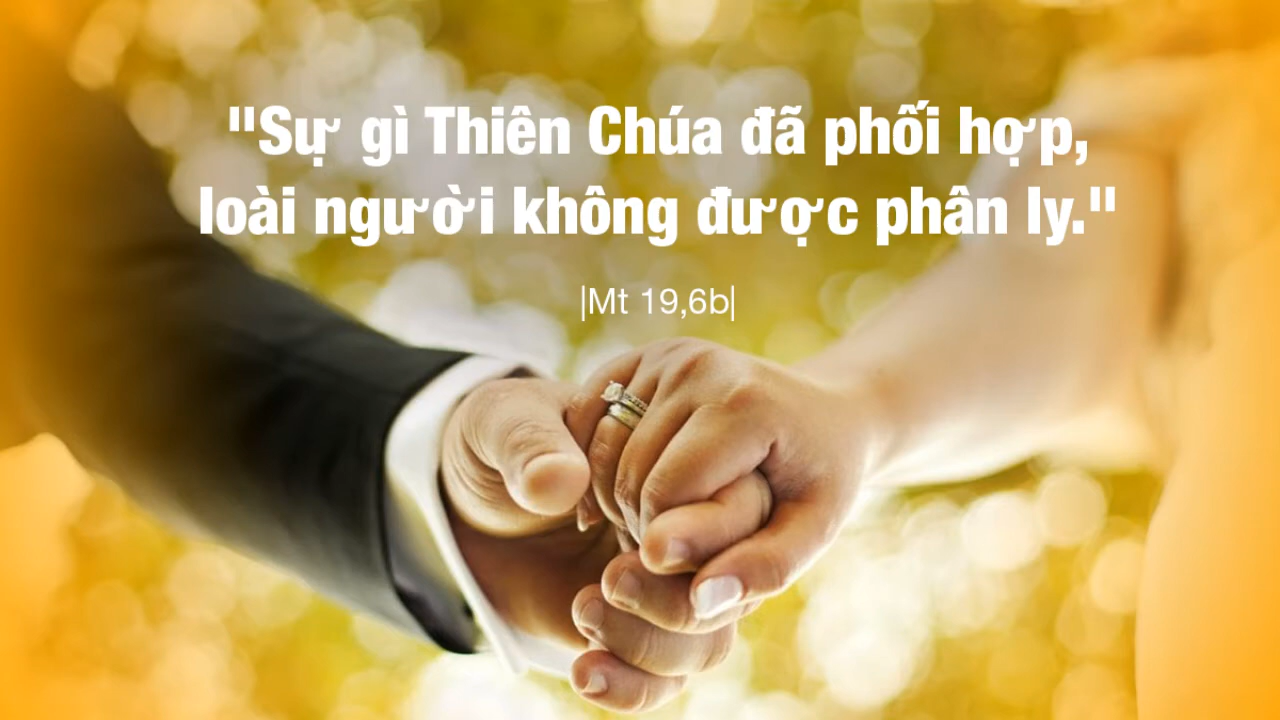 "Sự gì Thiên Chúa đã phối hợp,
loài người không được phân ly."
|Mt 19,6b|